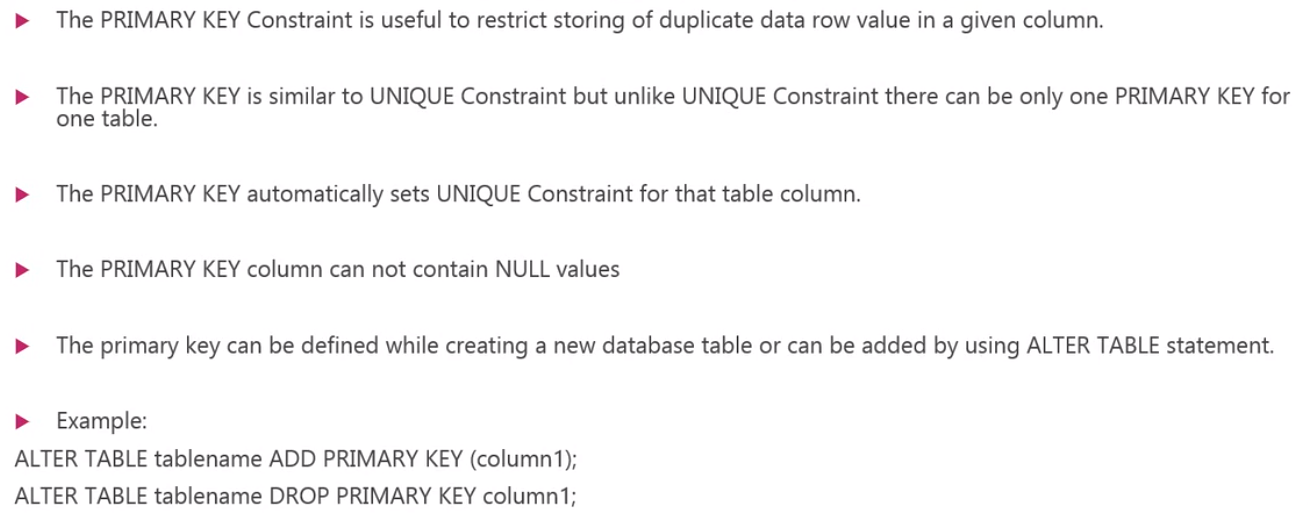 The PRIMARY KEY Constraint is useful to restrict storing of duplicate data row value in a given column.
The PRIMARY KEY is similar to UNIQUE Constraint but unlike UNIQUE Constraint there can be only one PRIMARY KEY for
one table.
The PRIMARY KEY automatically sets UNIQUE Constraint for that table column.
The PRIMARY KEY column can not contain NULL values
The primary key can be defined while creating a new database table or can be added by using ALTER TABLE statement.
Example:
ALTER TABLE tablename ADD PRIMARY KEY (column1);
ALTER TABLE tablename DROP PRIMARY KEY column1;